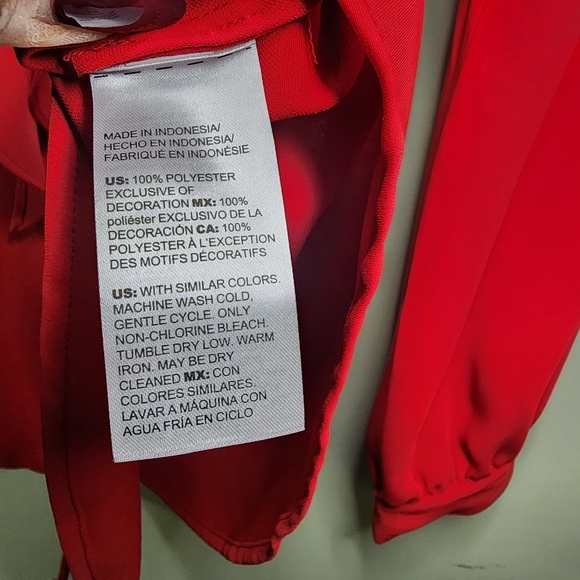 MADE IN INDONESIA/
HECHO EN INDONESIA/
FABRIQUÉ EN INDONÉSIE
US: 100% POLYESTER
EXCLUSIVE OF
DECORATION MX: 100%
poliéster EXCLUSIVO DE LA
DECORACIÓN CA: 100%
POLYESTER À L'EXCEPTION
DES MOTIFS DÉCORATIFS
US: WITH SIMILAR COLORS.
MACHINE WASH COLD,
GENTLE CYCLE. ONLY
NON-CHLORINE BLEACH.
TUMBLE DRY LOW. WARM
IRON. MAY BE DRY
CLEANED MX: CON
COLORES SIMILARES.
LAVAR A MÁQUINA CON
AGUA FRÍA EN CICLO